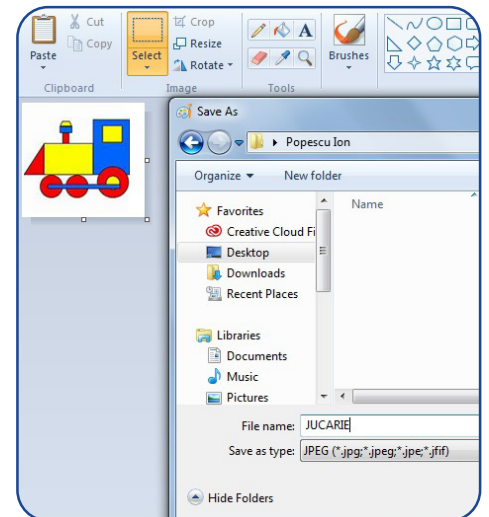 Cut
Copy
Paste
Clipboard
Crop
Resize
Rotate
Select
Image
A
Tools
Brushes
Save As
Popescu Ion
Organize
New folder
Name
Favorites
Creative Cloud Fi
Desktop
Downloads
Recent Places
Libraries
Documents
Music
Pictures
File name: JUCARIE
Save as type: JPEG (*.jpg;*.jpeg;*.jpe;*.jfif)
Hide Folders